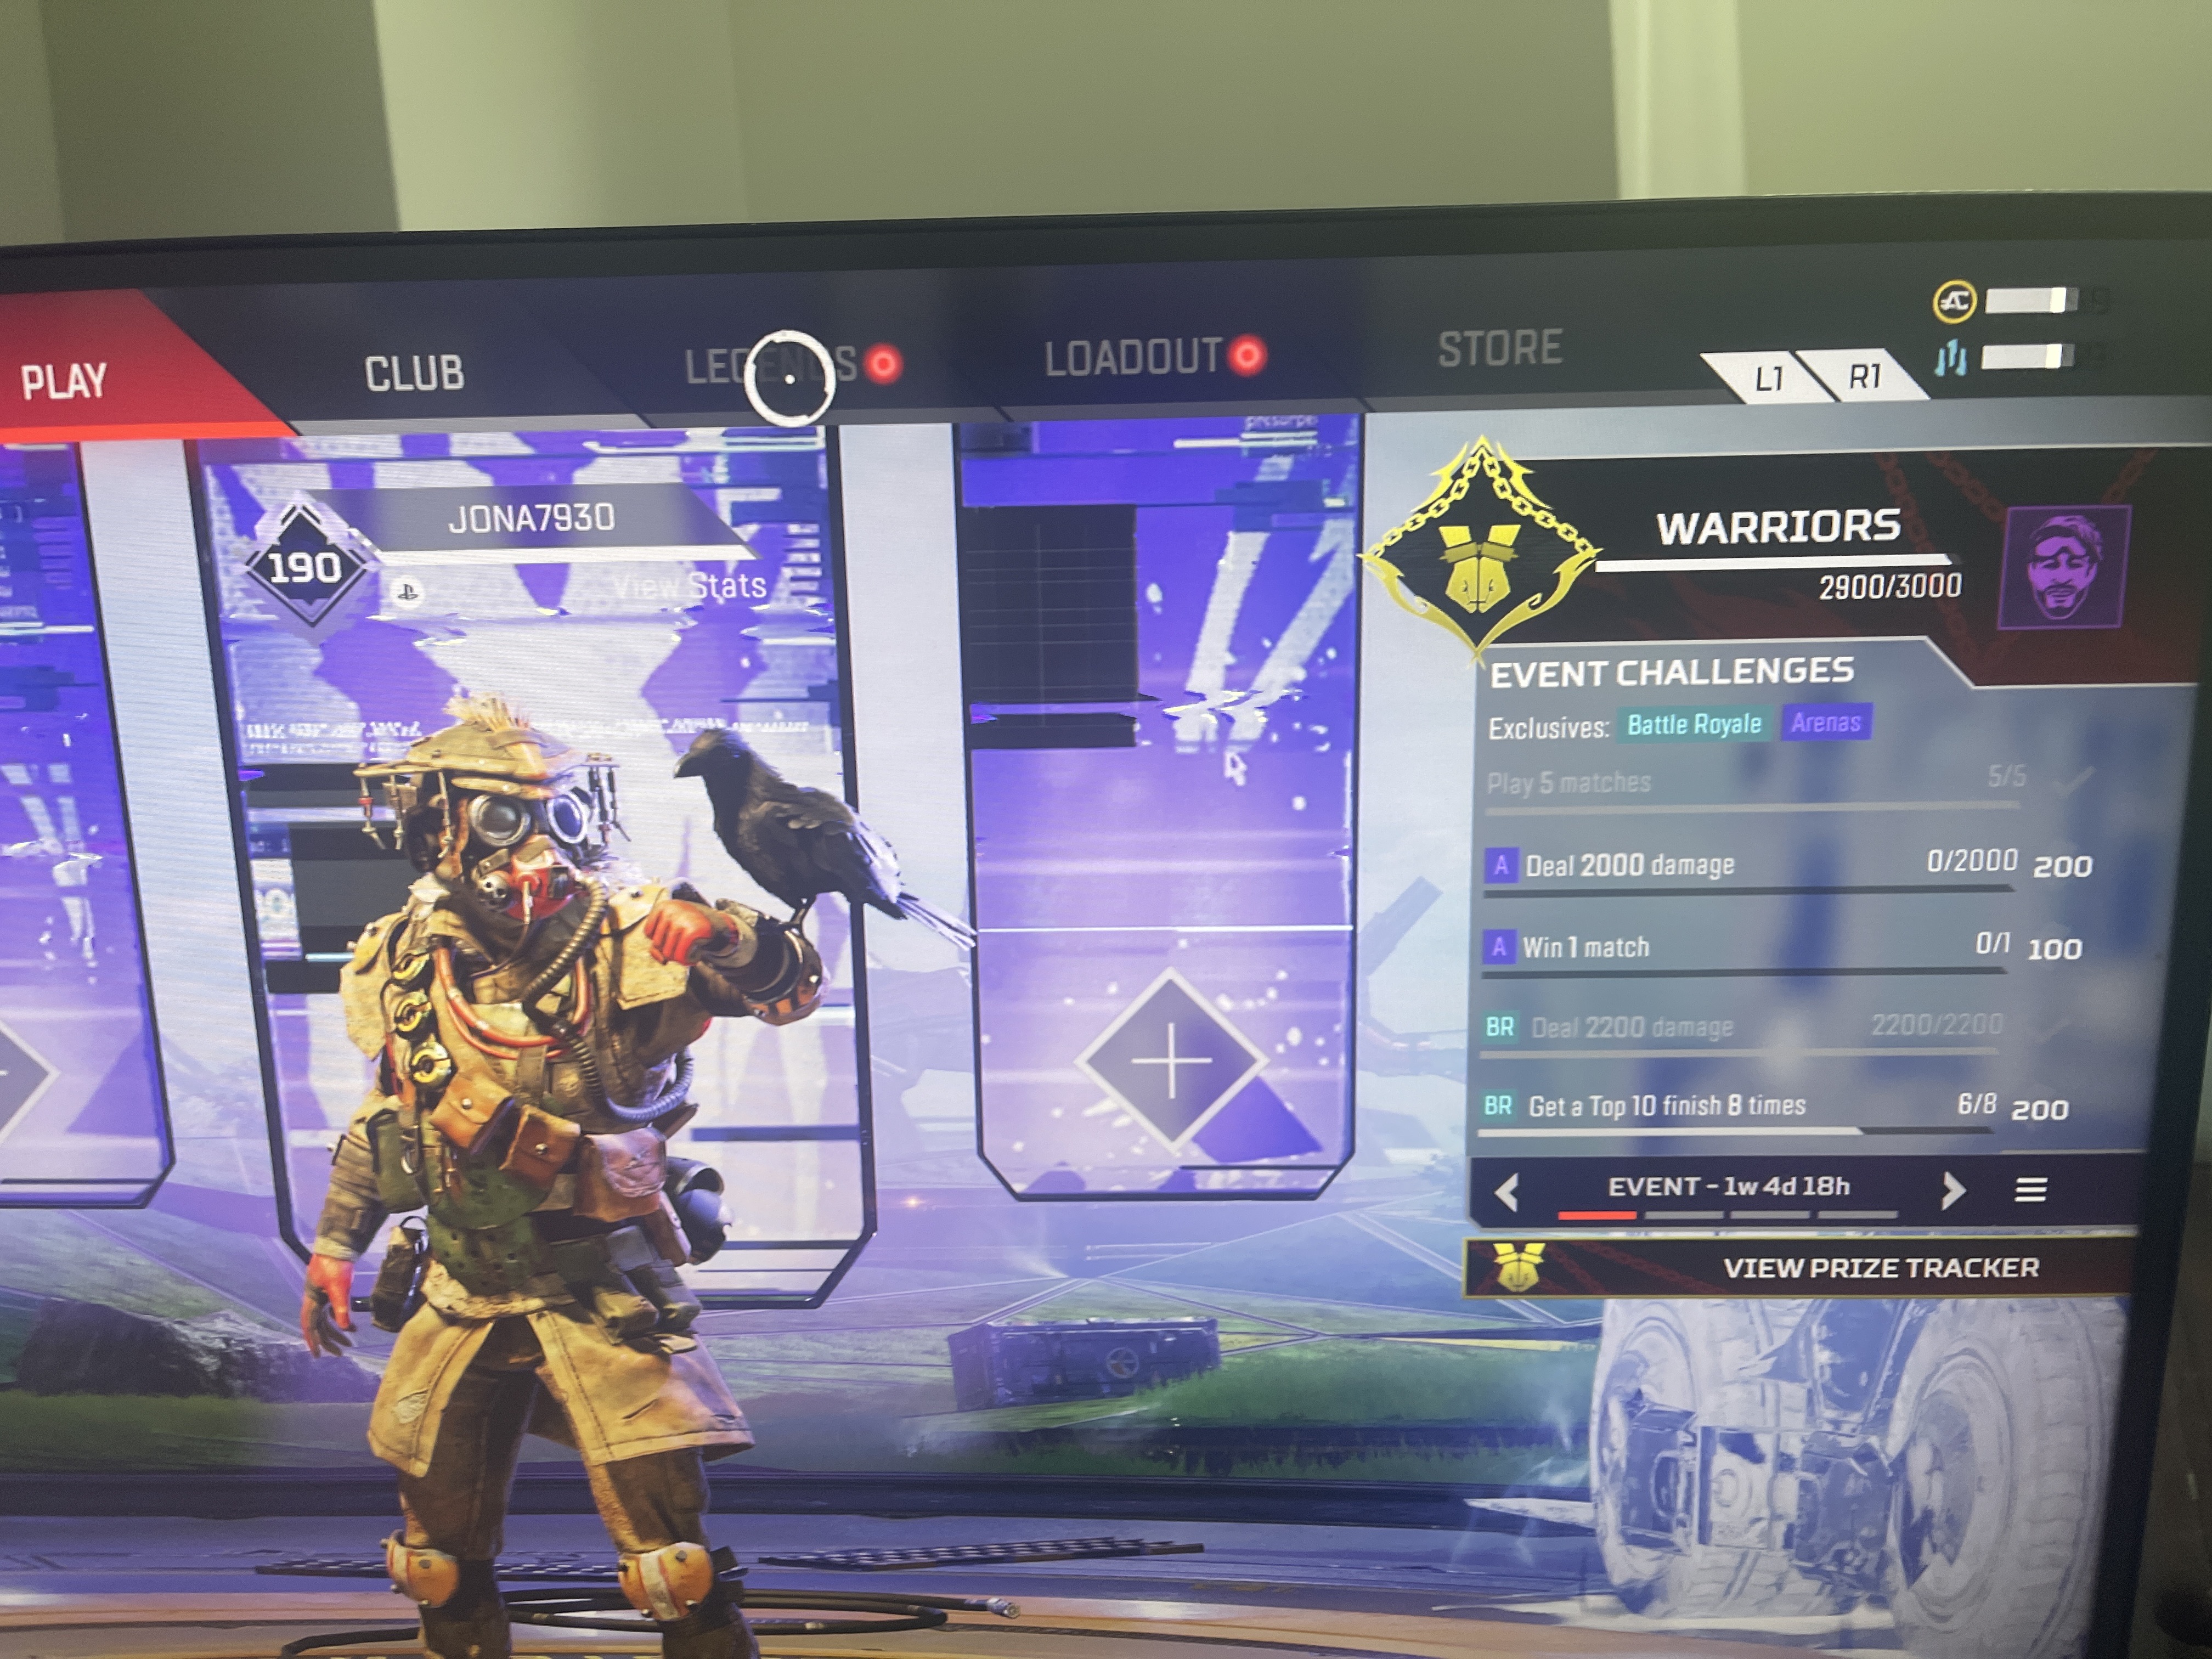 PLAY
CLUB
LEGENDS
LOADOUT
STORE
L1
R1
JONA7930
190
View Stats
WARRIORS
2900/3000
EVENT CHALLENGES
Exclusives: Battle Royale Arenas
Play 5 matches 5/5
A Deal 2000 damage 0/2000 200
A Win 1 match 0/1 100
BR Deal 2200 damage 2200/2200
BR Get a Top 10 finish 8 times 6/8 200
EVENT - 1w 4d 18h
VIEW PRIZE TRACKER